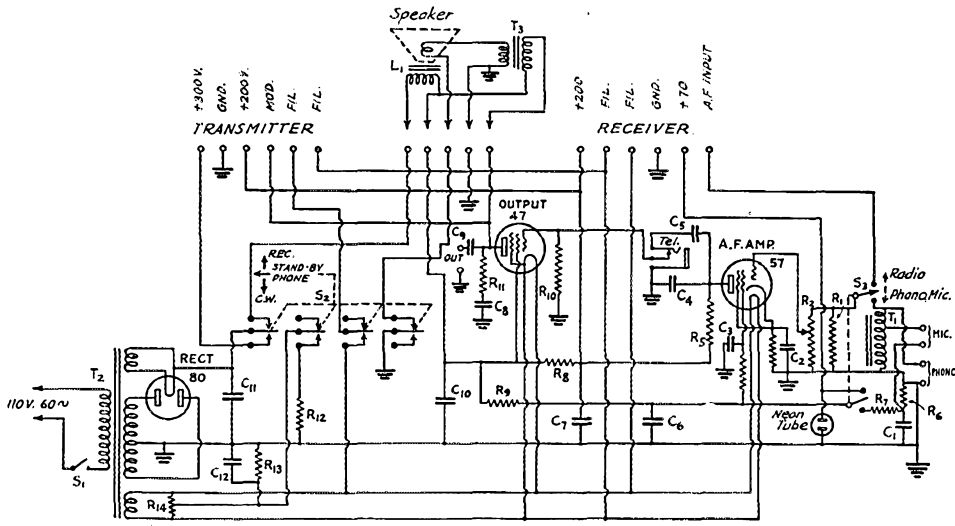 Speaker
T3
L1
+300V. GND. +200V. MOD. FIL. FIL.
TRANSMITTER
+200 FIL. FIL. GND. +70 A.F INPUT
RECEIVER
OUTPUT
47
C9
OUT
R11
C8
R10
C5
Tel.
C4
A.F. AMP.
57
R5
C3
C2
R2
R1
S3
Radio
Phono, Mic.
T1
MIC.
PHONO
REC.
STAND-BY
PHONE
C.W.
S2
RECT
80
T2
110V. 60~
S1
C11
R12
C10
R9
R8
C7
C6
Neon
Tube
R7
R6
C1
C12
R13
R14